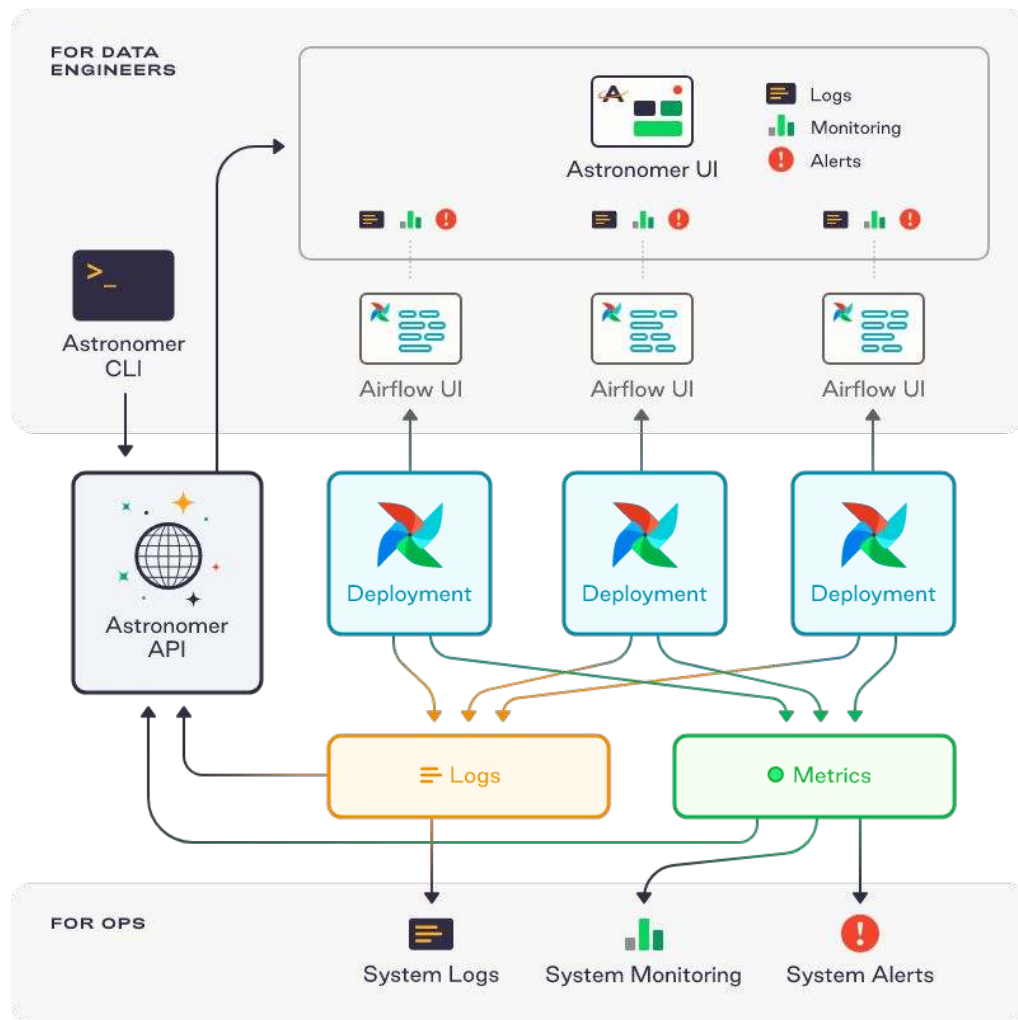 FOR DATA
ENGINEERS
Logs
Monitoring
Alerts
Astronomer UI
>_
Astronomer
CLI
Airflow UI
Airflow UI
Airflow UI
Astronomer
API
Deployment
Deployment
Deployment
Logs
Metrics
FOR OPS
System Logs
System Monitoring
System Alerts